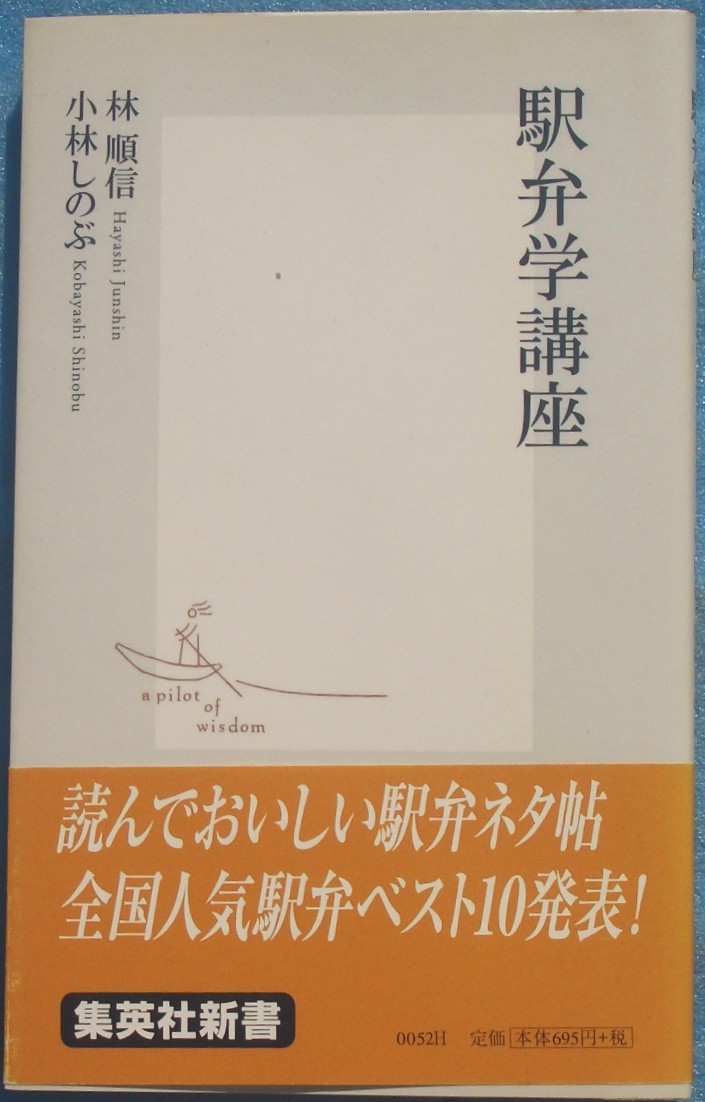 駅弁学講座
林 順信 Hayashi Junshin
小林しのぶ Kobayashi Shinobu
a pilot
of
wisdom
読んでおいしい駅弁ネタ帖
全国人気駅弁ベスト10発表!
集英社新書
0052H 定価 本体695円+税